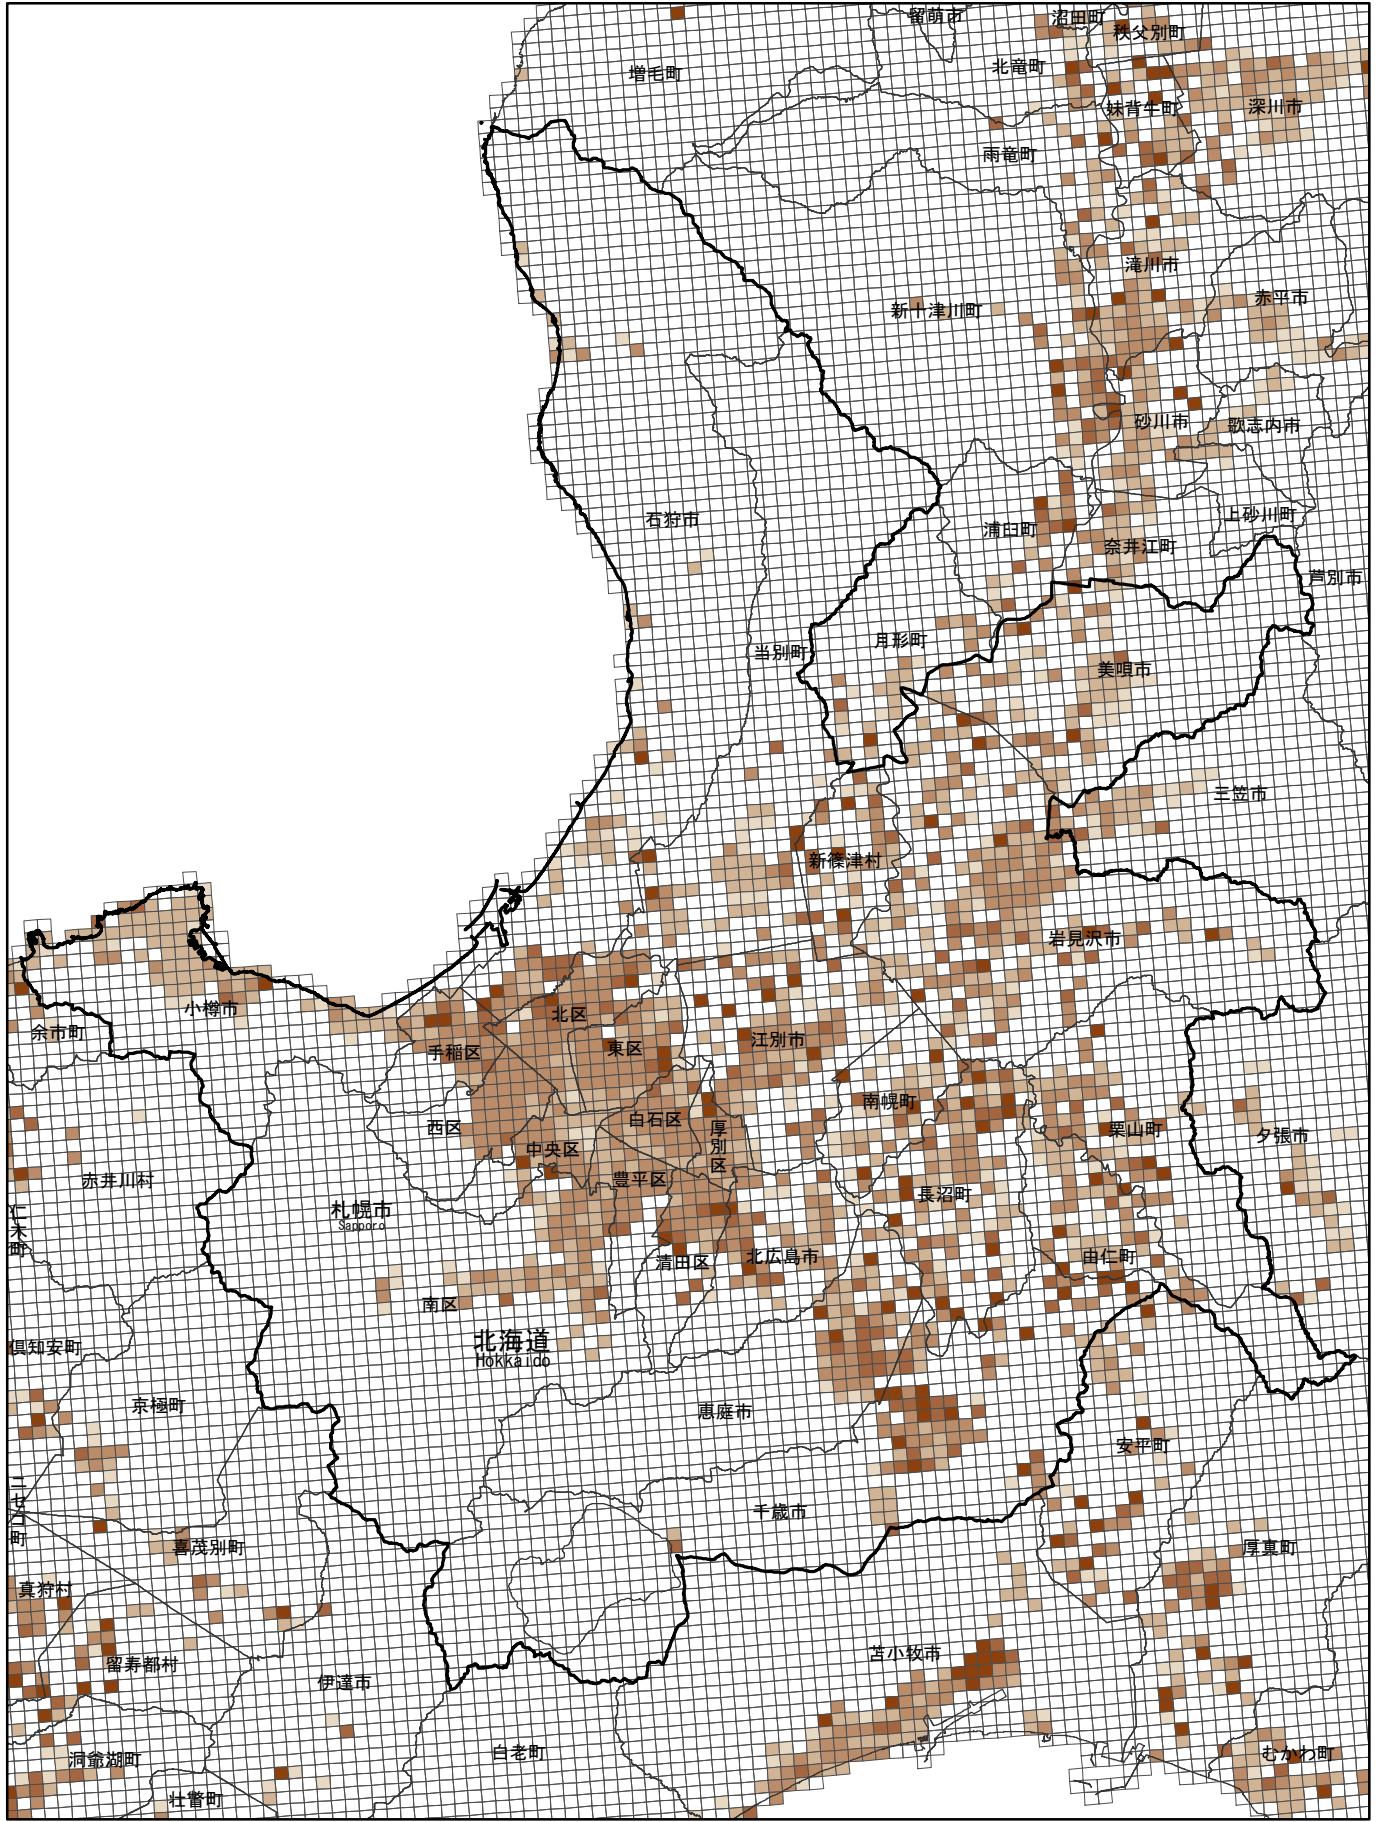 留萌市
沼田町
秩父別町
増毛町
北竜町
妹背牛町
深川市
雨竜町
滝川市
赤平市
新十津川町
砂川市
歌志内市
石狩市
浦臼町
上砂川町
奈井江町
芦別市
月形町
当別町
美唄市
三笠市
新篠津村
岩見沢市
小樽市
北区
余市町
手稲区
東区
江別市
南幌町
西区
白石区
厚別区
栗山町
夕張市
中央区
赤井川村
豊平区
長沼町
札幌市
Sapporo
仁木町
清田区
北広島市
由仁町
南区
北海道
Hokkaido
倶知安町
京極町
恵庭市
安平町
ニセコ町
千歳市
喜茂別町
厚真町
真狩村
留寿都村
苫小牧市
伊達市
洞爺湖町
白老町
むかわ町
壮瞥町